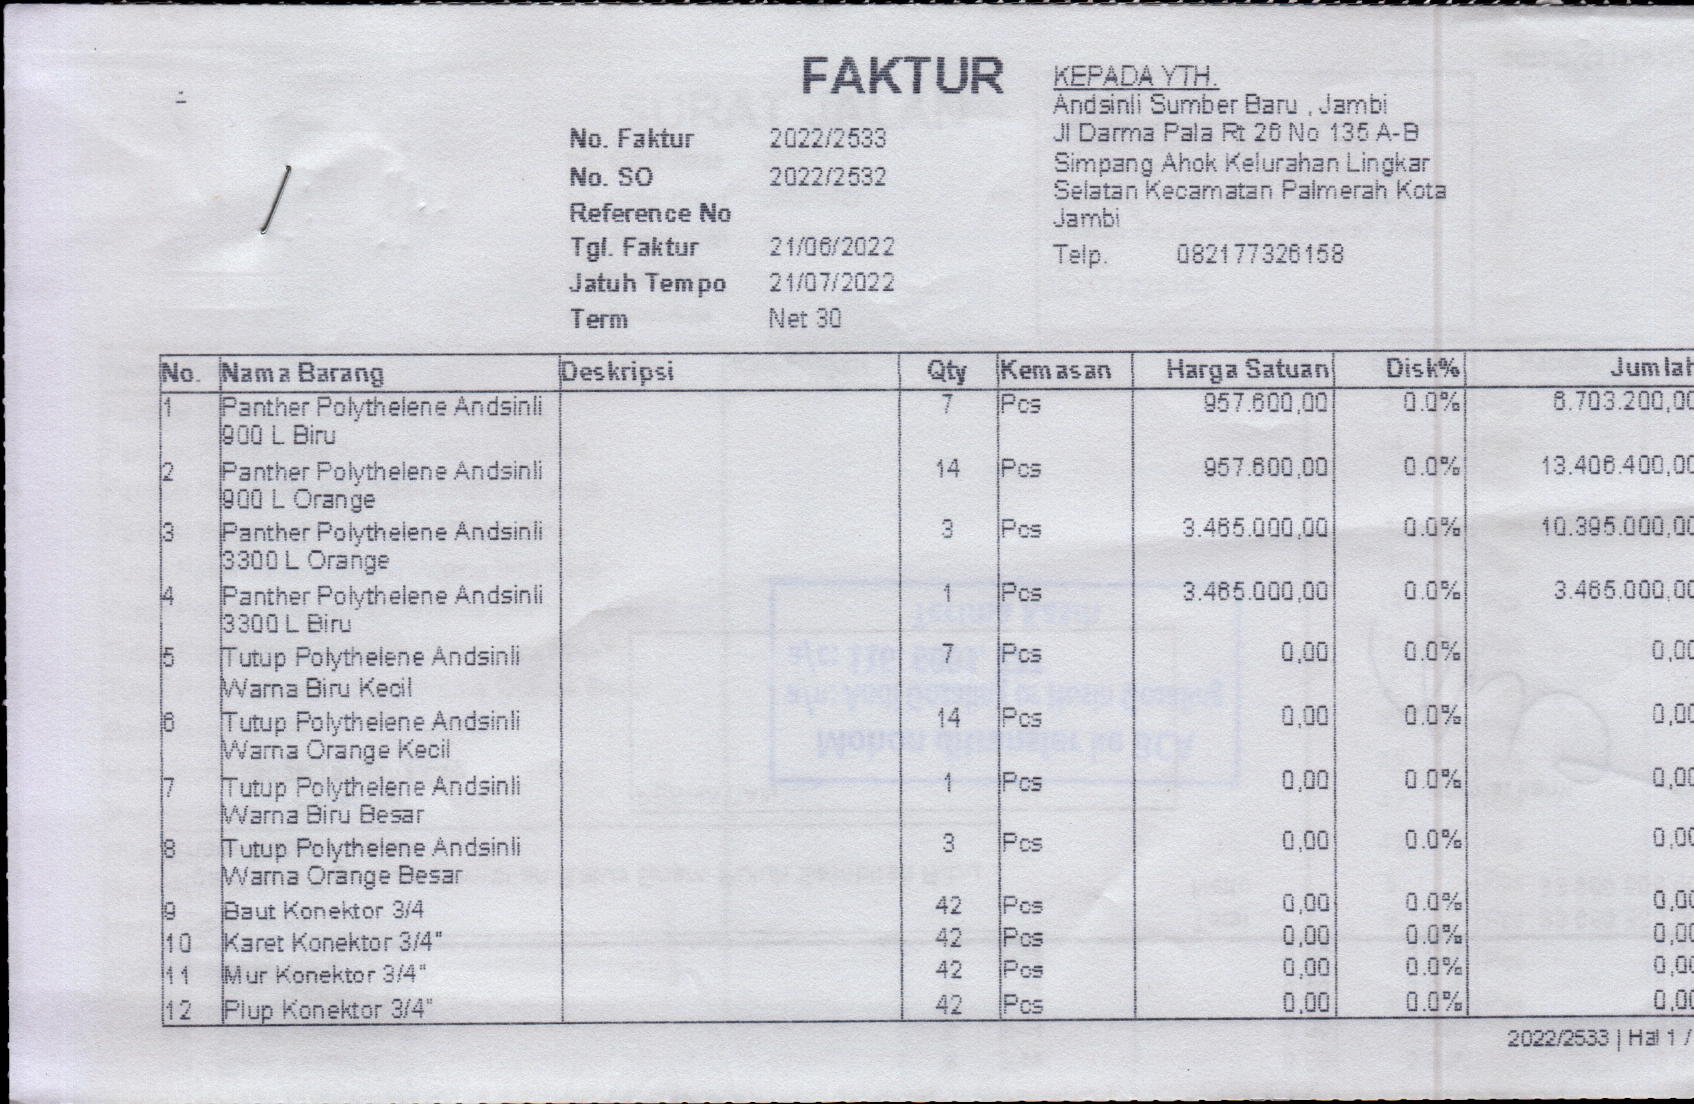 FAKTUR
No. Faktur 2022/2533
No. SO 2022/2532
Reference No
Tgl. Faktur 21/06/2022
Jatuh Tempo 21/07/2022
Term Net 30
KEPADA YTH.
Andsinli Sumber Baru , Jambi
Jl Darma Pala Rt 26 No 135 A-B
Simpang Ahok Kelurahan Lingkar
Selatan Kecamatan Palmerah Kota
Jambi
Telp. 082177326158
No. Nama Barang Deskripsi Qty Kemasan Harga Satuan Disk% Jumlah
1 Panther Polythelene Andsinli 7 Pcs 957.600,00 0.0% 6.703.200,00
900 L Biru
2 Panther Polythelene Andsinli 14 Pcs 957.600,00 0.0% 13.406.400,00
900 L Orange
3 Panther Polythelene Andsinli 3 Pcs 3.465.000,00 0.0% 10.395.000,00
3300 L Orange
4 Panther Polythelene Andsinli 1 Pcs 3.465.000,00 0.0% 3.465.000,00
3300 L Biru
5 Tutup Polythelene Andsinli 7 Pcs 0,00 0.0% 0,00
Warna Biru Kecil
6 Tutup Polythelene Andsinli 14 Pcs 0,00 0.0% 0,00
Warna Orange Kecil
7 Tutup Polythelene Andsinli 1 Pcs 0,00 0.0% 0,00
Warna Biru Besar
8 Tutup Polythelene Andsinli 3 Pcs 0,00 0.0% 0,00
Warna Orange Besar
9 Baut Konektor 3/4 42 Pcs 0,00 0.0% 0,00
10 Karet Konektor 3/4" 42 Pcs 0,00 0.0% 0,00
11 Mur Konektor 3/4" 42 Pcs 0,00 0.0% 0,00
12 Plup Konektor 3/4" 42 Pcs 0,00 0.0% 0,00
2022/2533 | Hal 1 /